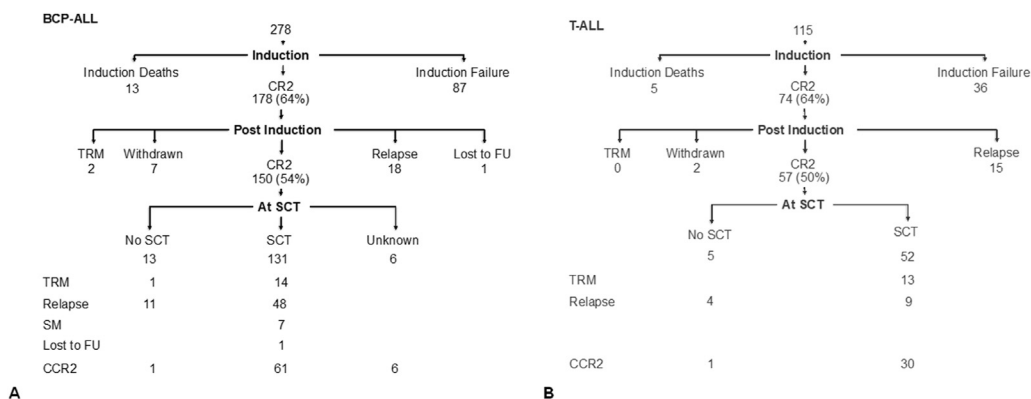 BCP-ALL
278
Induction
Induction Deaths
13
Induction Failure
87
CR2
178 (64%)
Post Induction
TRM
2
Withdrawn
7
Relapse
18
Lost to FU
1
CR2
150 (54%)
At SCT
No SCT SCT Unknown
13 131 6
TRM 1 14
Relapse 11 48
SM 7
Lost to FU 1
CCR2 1 61 6
A
T-ALL
115
Induction
Induction Deaths
5
Induction Failure
36
CR2
74 (64%)
Post Induction
TRM
0
Withdrawn
2
Relapse
15
CR2
57 (50%)
At SCT
No SCT SCT
5 52
TRM 13
Relapse 4 9
CCR2 1 30
B